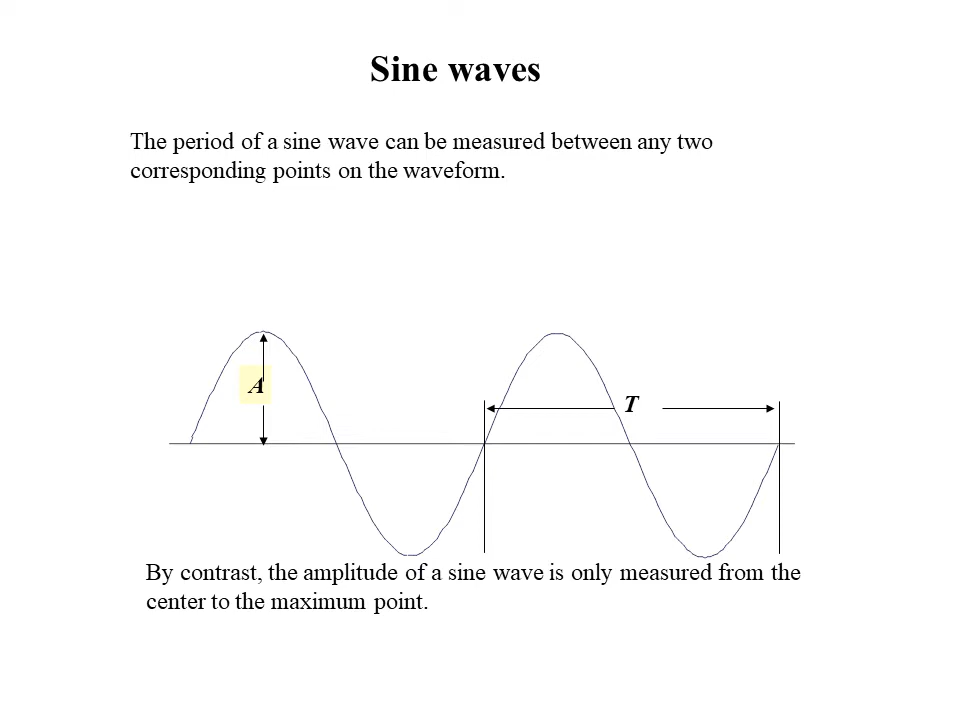 Sine waves
The period of a sine wave can be measured between any two
corresponding points on the waveform.
A
T
By contrast, the amplitude of a sine wave is only measured from the
center to the maximum point.